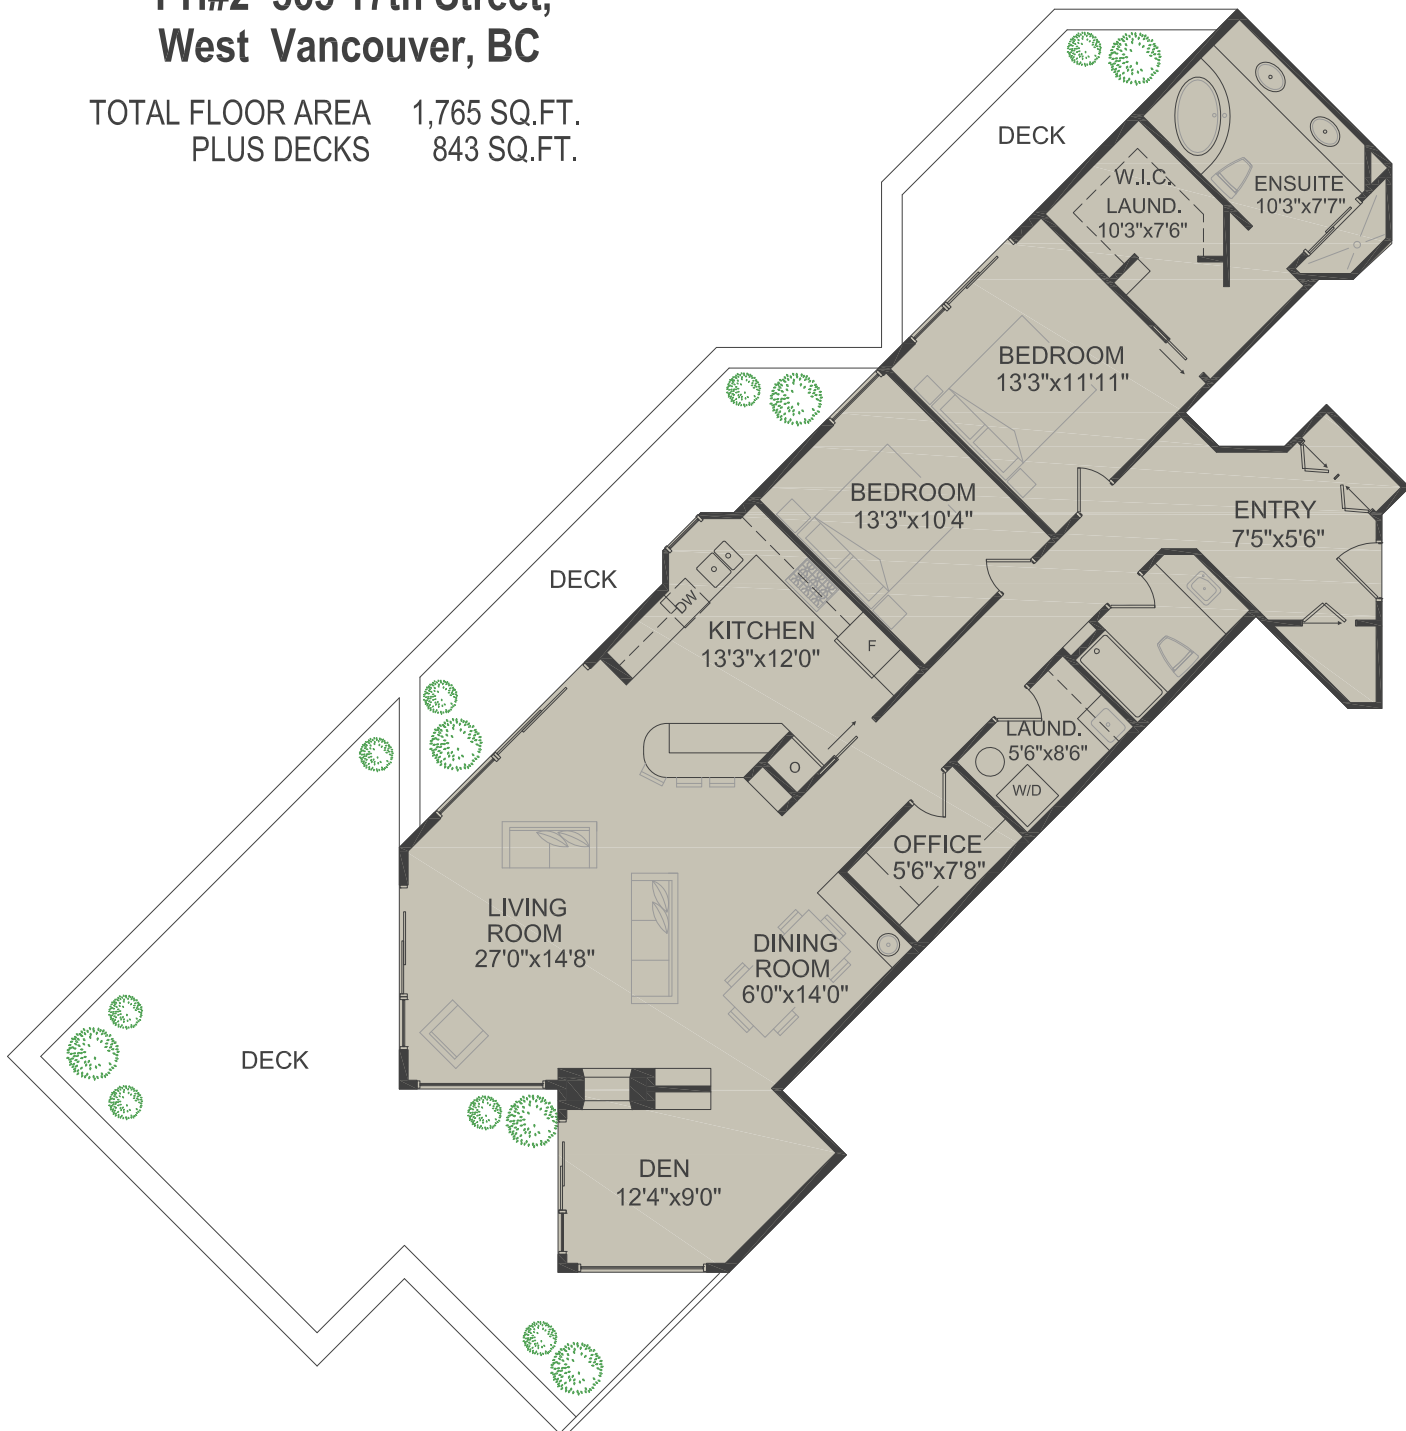 505 17th Street,
West Vancouver, BC
TOTAL FLOOR AREA 1,765 SQ.FT.
PLUS DECKS 843 SQ.FT.
DECK
W.I.C.
LAUND.
10'3"x7'6"
ENSUITE
10'3"x7'7"
BEDROOM
13'3"x11'11"
BEDROOM
13'3"x10'4"
ENTRY
7'5"x5'6"
DECK
DW
KITCHEN
13'3"x12'0"
F
LAUND.
5'6"x8'6"
W/D
O
OFFICE
5'6"x7'8"
LIVING
ROOM
27'0"x14'8"
DINING
ROOM
6'0"x14'0"
DECK
DEN
12'4"x9'0"